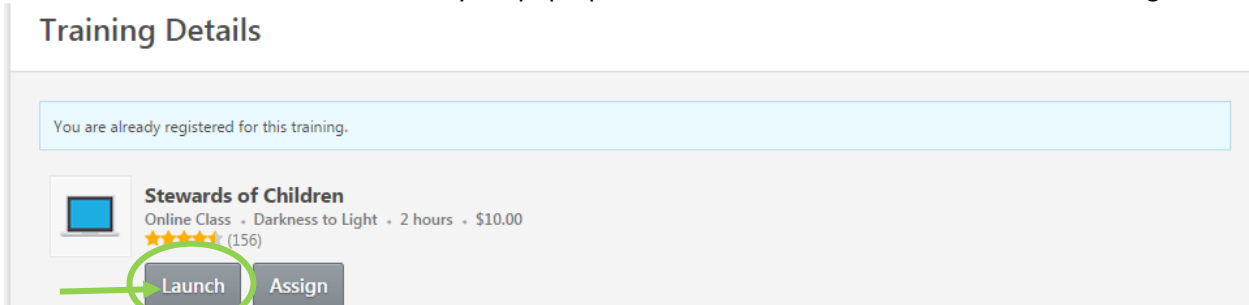 Training Details
You are already registered for this training.
Stewards of Children
Online Class • Darkness to Light • 2 hours • $10.00
(156)
Launch Assign